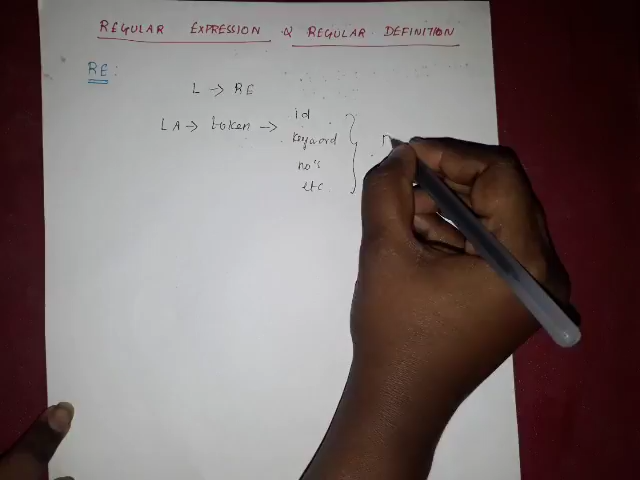 REGULAR EXPRESSION & REGULAR DEFINITION
RE:
L → RE
LA → token → id
keyword
no's
etc